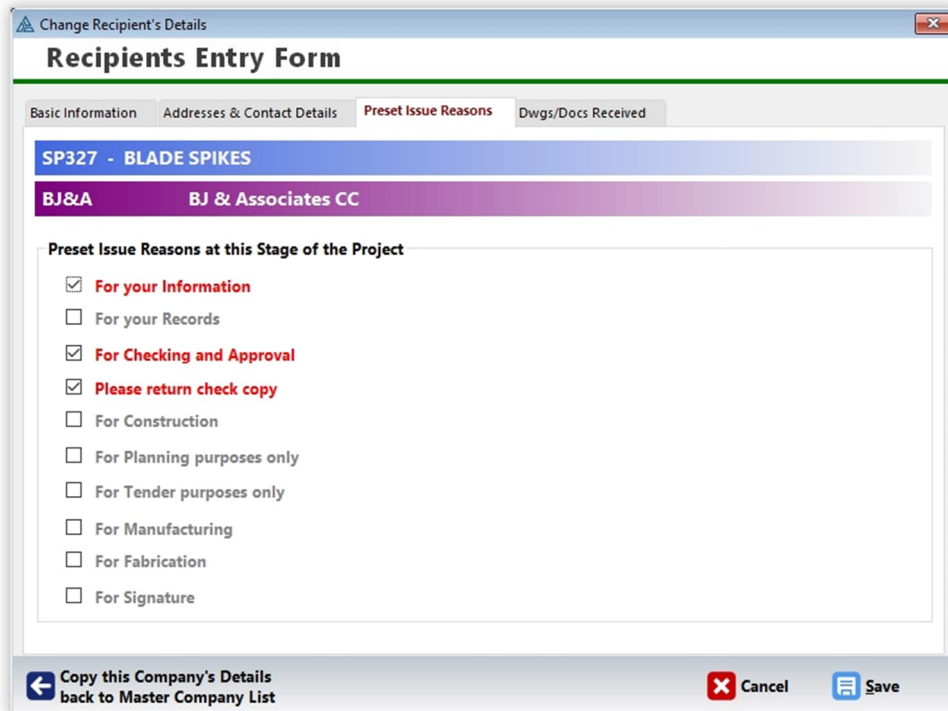 Change Recipient's Details
Recipients Entry Form
Basic Information Addresses & Contact Details Preset Issue Reasons Dwgs/Docs Received
SP327 - BLADE SPIKES
BJ&A BJ & Associates CC
Preset Issue Reasons at this Stage of the Project
For your Information
For your Records
For Checking and Approval
Please return check copy
For Construction
For Planning purposes only
For Tender purposes only
For Manufacturing
For Fabrication
For Signature
Copy this Company's Details
back to Master Company List
Cancel Save